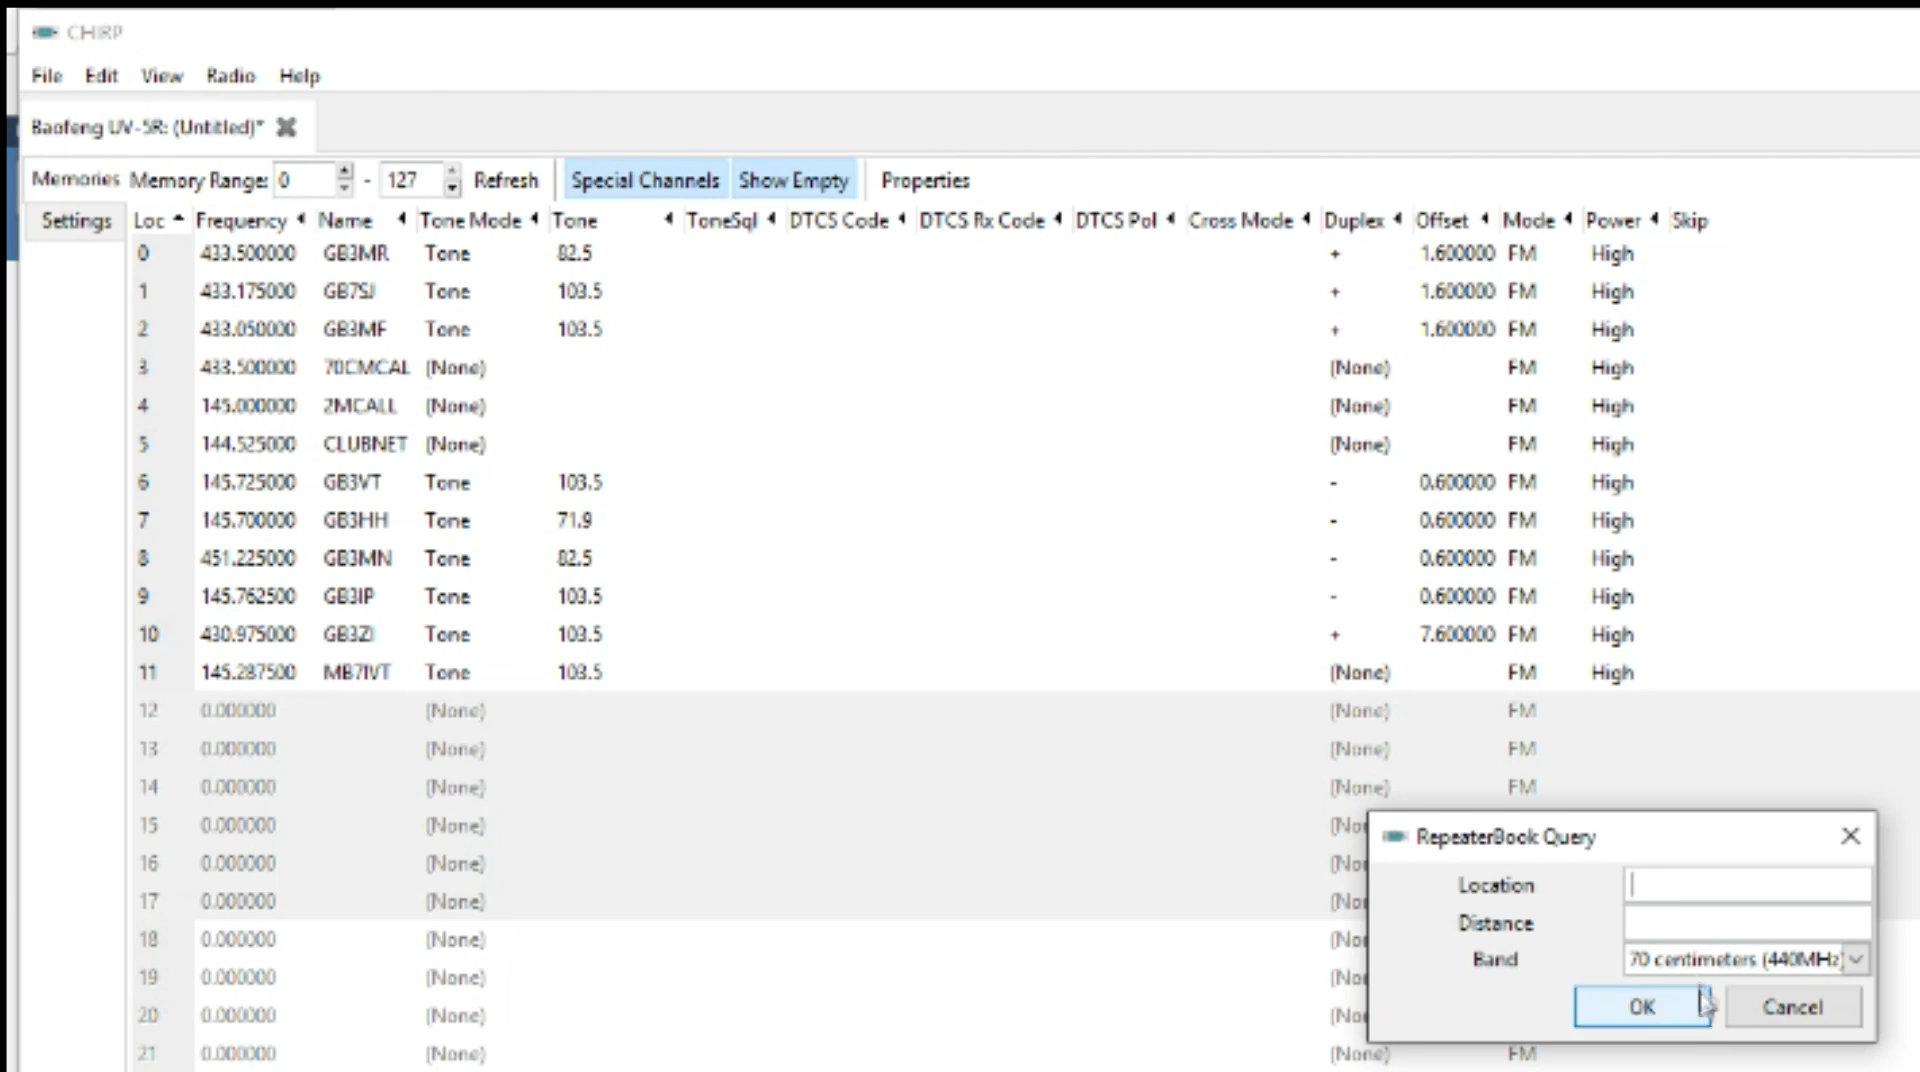 CHIRP
File Edit View Radio Help
Baofeng UV-5R: (Untitled)*
Memories Memory Range: 0 - 127 Refresh Special Channels Show Empty Properties
Settings
Loc Frequency Name Tone Mode Tone ToneSql DTCS Code DTCS Rx Code DTCS Pol Cross Mode Duplex Offset Mode Power Skip
0 433.500000 GB3MR Tone 82.5 + 1.600000 FM High
1 433.175000 GB7SJ Tone 103.5 + 1.600000 FM High
2 433.050000 GB3MF Tone 103.5 + 1.600000 FM High
3 433.500000 70CMCAL (None) (None) FM High
4 145.000000 2MCALL (None) (None) FM High
5 144.525000 CLUBNET (None) (None) FM High
6 145.725000 GB3VT Tone 103.5 - 0.600000 FM High
7 145.700000 GB3HH Tone 71.9 - 0.600000 FM High
8 451.225000 GB3MN Tone 82.5 - 0.600000 FM High
9 145.762500 GB3IP Tone 103.5 - 0.600000 FM High
10 430.975000 GB3ZI Tone 103.5 + 7.600000 FM High
11 145.287500 MB7IVT Tone 103.5 (None) FM High
12 0.000000 (None) (None) FM
13 0.000000 (None) (None) FM
14 0.000000 (None) (None) FM
15 0.000000 (None)
16 0.000000 (None)
17 0.000000 (None)
18 0.000000 (None)
19 0.000000 (None)
20 0.000000 (None)
21 0.000000 (None) (None) FM
RepeaterBook Query
Location
Distance
Band 70 centimeters (440MHz)
OK Cancel